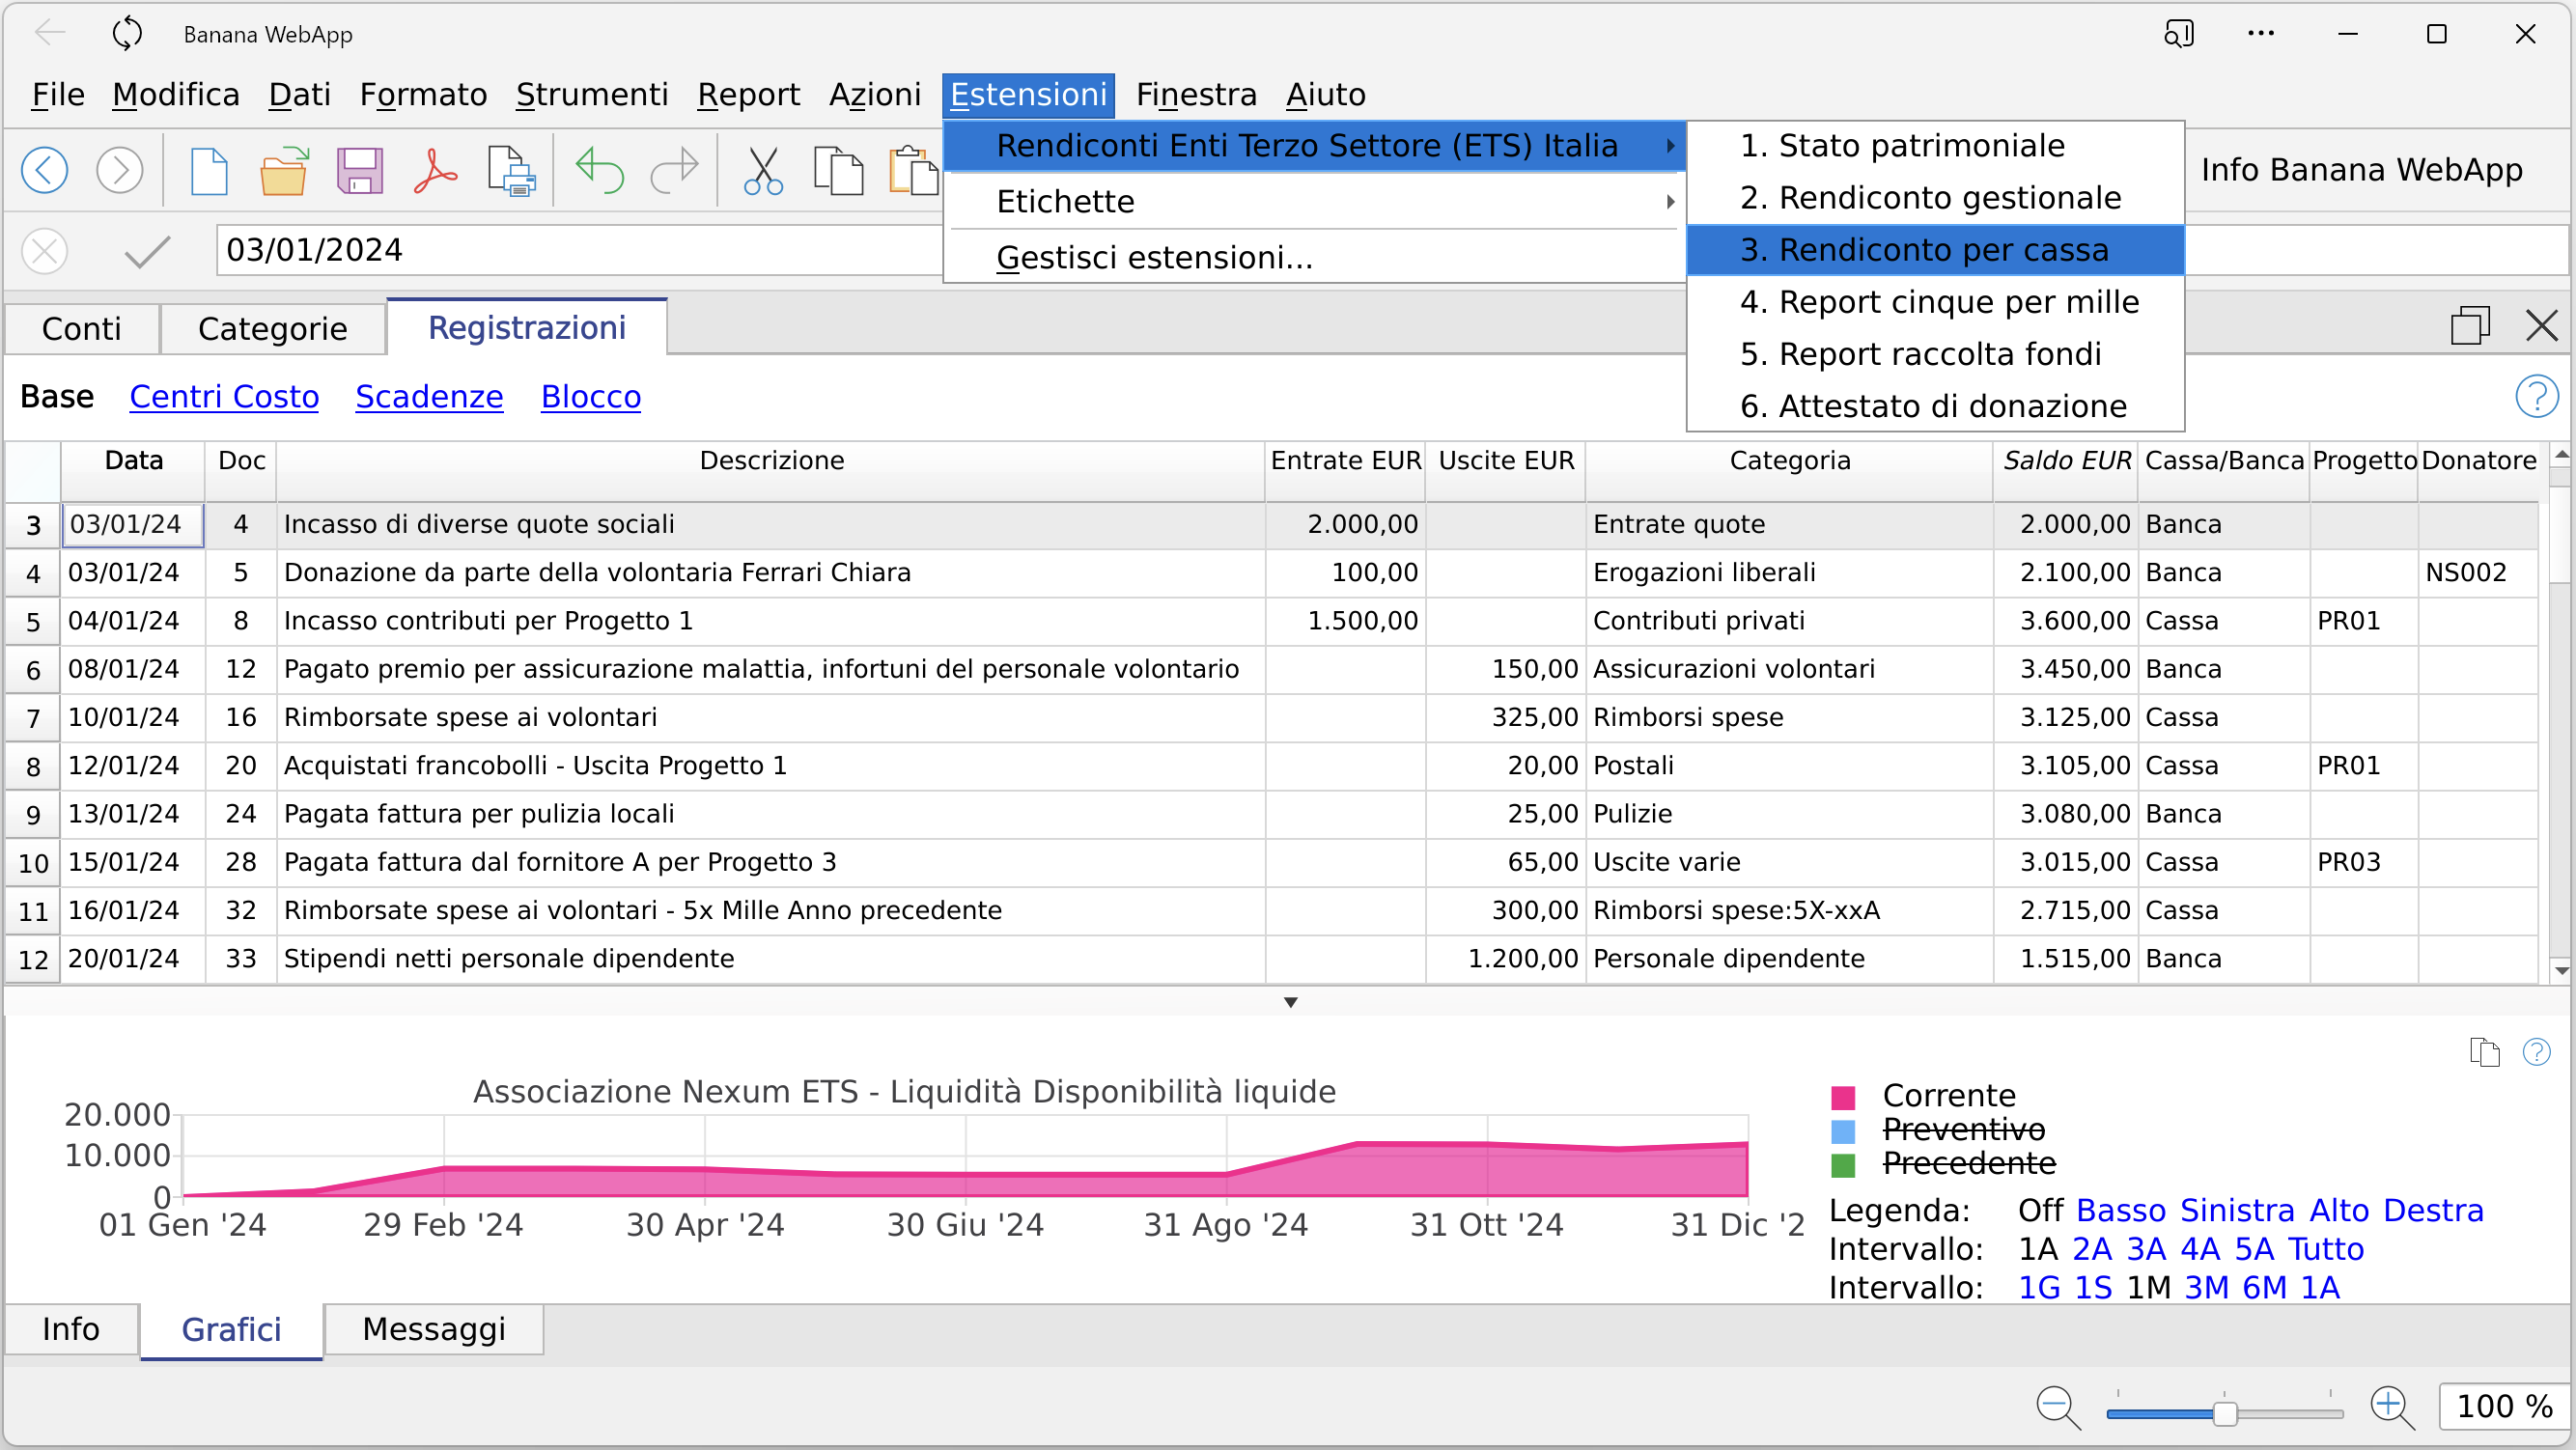 Banana WebApp
File Modifica Dati Formato Strumenti Report Azioni Estensioni Finestra Aiuto
Rendiconti Enti Terzo Settore (ETS) Italia
Etichette
Gestisci estensioni...
1. Stato patrimoniale
2. Rendiconto gestionale
3. Rendiconto per cassa
4. Report cinque per mille
5. Report raccolta fondi
6. Attestato di donazione
Info Banana WebApp
03/01/2024
Conti Categorie Registrazioni
Base Centri Costo Scadenze Blocco
Data Doc Descrizione Entrate EUR Uscite EUR Categoria Saldo EUR Cassa/Banca Progetto Donatore
3 03/01/24 4 Incasso di diverse quote sociali 2.000,00 Entrate quote 2.000,00 Banca
4 03/01/24 5 Donazione da parte della volontaria Ferrari Chiara 100,00 Erogazioni liberali 2.100,00 Banca NS002
5 04/01/24 8 Incasso contributi per Progetto 1 1.500,00 Contributi privati 3.600,00 Cassa PR01
6 08/01/24 12 Pagato premio per assicurazione malattia, infortuni del personale volontario 150,00 Assicurazioni volontari 3.450,00 Banca
7 10/01/24 16 Rimborsate spese ai volontari 325,00 Rimborsi spese 3.125,00 Cassa
8 12/01/24 20 Acquistati francobolli - Uscita Progetto 1 20,00 Postali 3.105,00 Cassa PR01
9 13/01/24 24 Pagata fattura per pulizia locali 25,00 Pulizie 3.080,00 Banca
10 15/01/24 28 Pagata fattura dal fornitore A per Progetto 3 65,00 Uscite varie 3.015,00 Cassa PR03
11 16/01/24 32 Rimborsate spese ai volontari - 5x Mille Anno precedente 300,00 Rimborsi spese:5X-xxA 2.715,00 Cassa
12 20/01/24 33 Stipendi netti personale dipendente 1.200,00 Personale dipendente 1.515,00 Banca
Associazione Nexum ETS - Liquidità Disponibilità liquide
20.000
10.000
0
01 Gen '24 29 Feb '24 30 Apr '24 30 Giu '24 31 Ago '24 31 Ott '24 31 Dic '2
Corrente
Preventivo
Precedente
Legenda: Off Basso Sinistra Alto Destra
Intervallo: 1A 2A 3A 4A 5A Tutto
Intervallo: 1G 1S 1M 3M 6M 1A
Info Grafici Messaggi
100 %